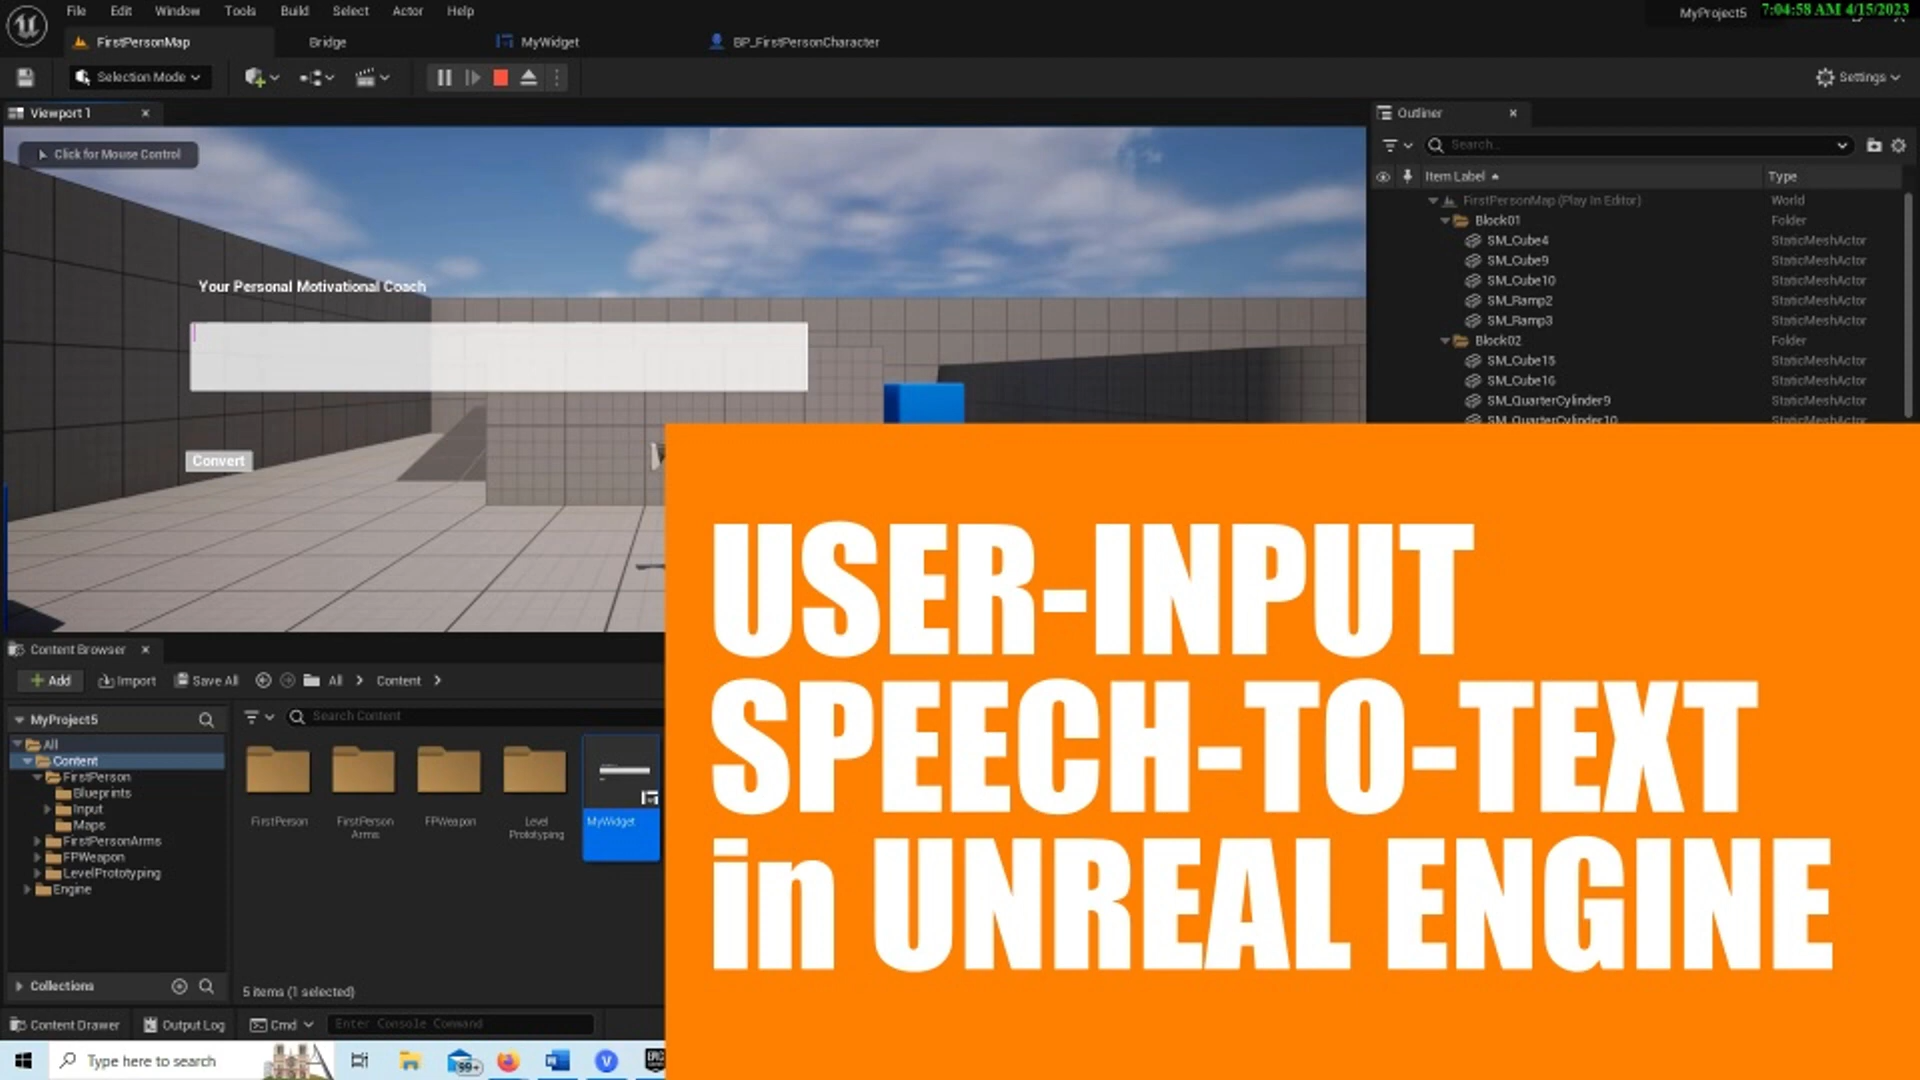 File Edit Window Tools Build Select Actor Help
MyProject5 7:04:58 AM 4/15/2023
FirstPersonMap Bridge MyWidget BP_FirstPersonCharacter
Selection Mode Settings
Viewport 1
Outliner
Click for Mouse Control
Search...
Item Label Type
FirstPersonMap (Play In Editor) World
Block01 Folder
SM_Cube4 StaticMeshActor
SM_Cube9 StaticMeshActor
SM_Cube10 StaticMeshActor
SM_Ramp2 StaticMeshActor
SM_Ramp3 StaticMeshActor
Block02 Folder
SM_Cube15 StaticMeshActor
SM_Cube16 StaticMeshActor
SM_QuarterCylinder9 StaticMeshActor
SM_QuarterCylinder10 StaticMeshActor
Your Personal Motivational Coach
Convert
USER-INPUT
SPEECH-TO-TEXT
in UNREAL ENGINE
Content Browser
Add Import Save All All Content
MyProject5
Search Content
All
Content
FirstPerson
Blueprints
Input
Maps
FirstPersonArms
FPWeapon
LevelPrototyping
Engine
FirstPerson
FirstPerson
Arms
FPWeapon
Level
Prototyping
MyWidget
Collections
5 items (1 selected)
Content Drawer Output Log Cmd Enter Console Command
Type here to search
99+
EPIC